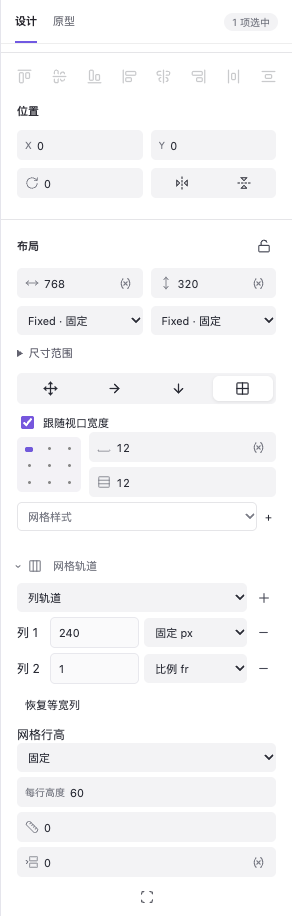 设计 原型 1 项选中
位置
X 0 Y 0
0
布局
768 (x) 320 (x)
Fixed · 固定 Fixed · 固定
尺寸范围
跟随视口宽度
12 (x)
12
网格样式 +
网格轨道
列轨道 +
列 1 240 固定 px −
列 2 1 比例 fr −
恢复等宽列
网格行高
固定
每行高度 60
0
0 (x)